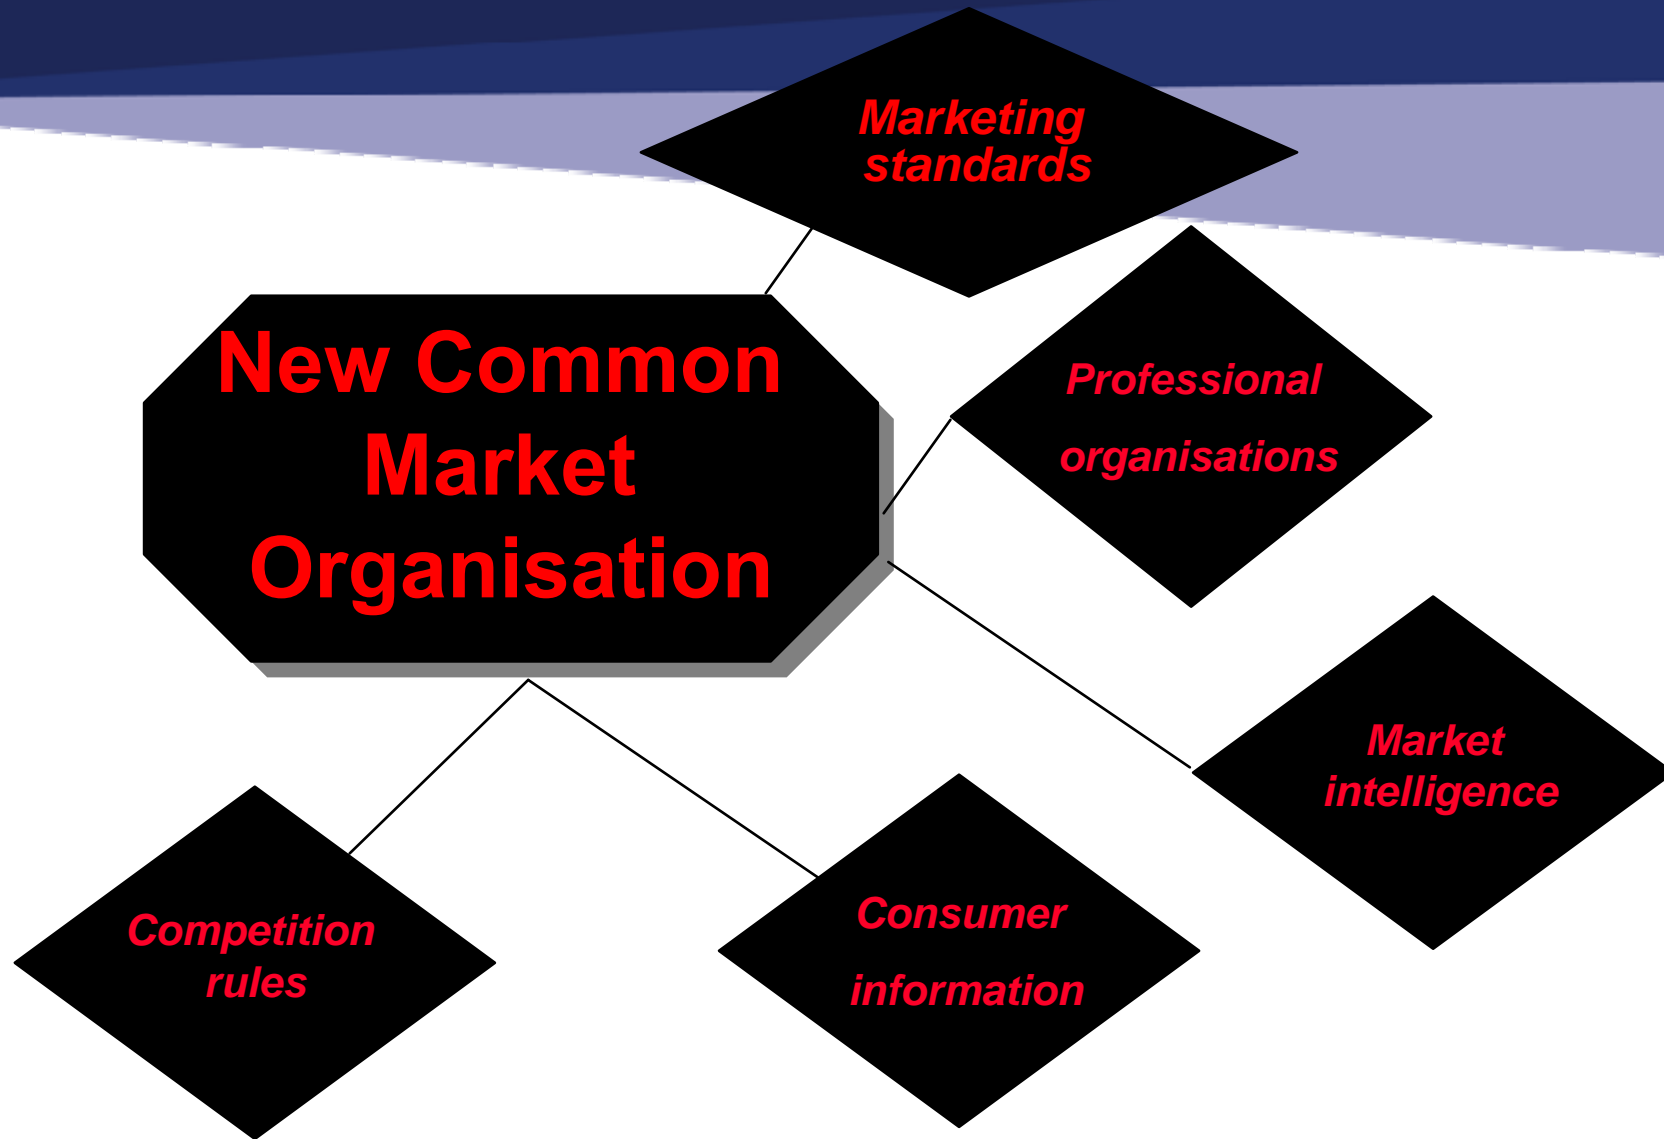 Marketing
standards
New Common
Market
Organisation
Professional
organisations
Market
intelligence
Consumer
information
Competition
rules